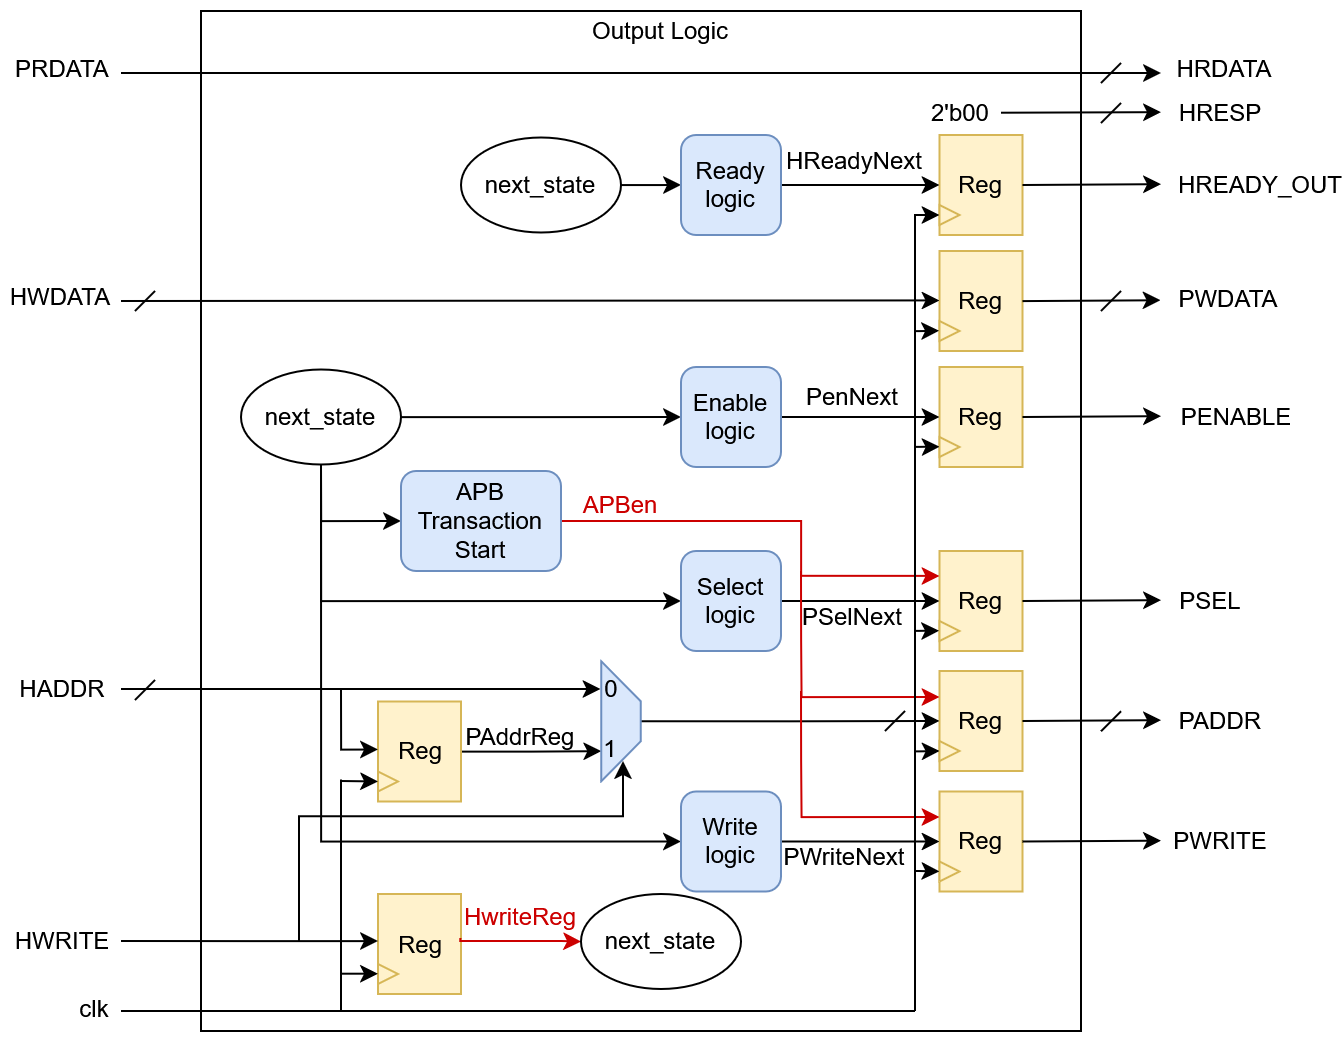 Output Logic
PRDATA
HRDATA
2'b00
HRESP
next_state
Ready
logic
HReadyNext
Reg
HREADY_OUT
HWDATA
Reg
PWDATA
next_state
Enable
logic
PenNext
Reg
PENABLE
APB
Transaction
Start
APBen
Select
logic
PSelNext
Reg
PSEL
HADDR
0
Reg
PAddrReg
1
Reg
PADDR
Write
logic
PWriteNext
Reg
PWRITE
HWRITE
Reg
HwriteReg
next_state
clk